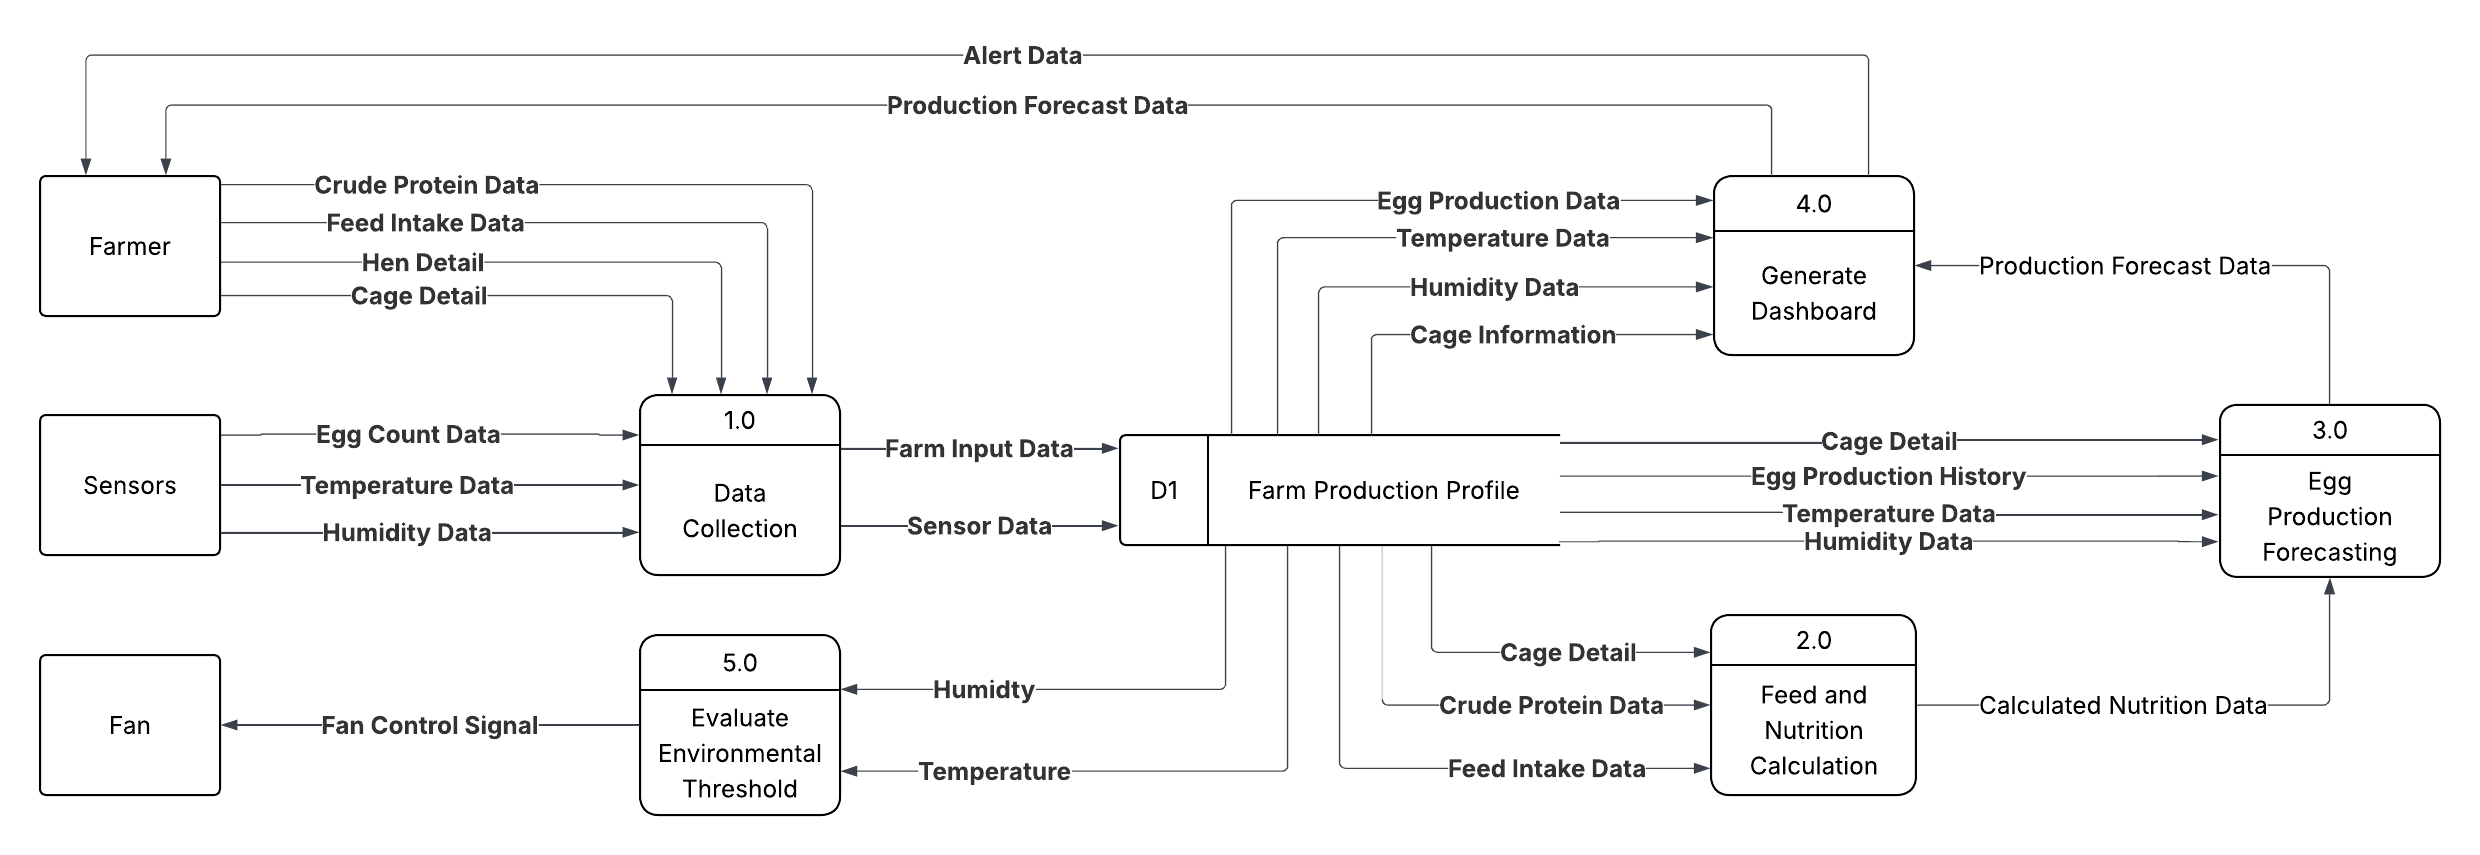 Alert Data
Production Forecast Data
Farmer
Crude Protein Data
Feed Intake Data
Hen Detail
Cage Detail
Egg Production Data
Temperature Data
Humidity Data
Cage Information
4.0
Generate
Dashboard
Production Forecast Data
Sensors
Egg Count Data
Temperature Data
Humidity Data
1.0
Data
Collection
Farm Input Data
Sensor Data
D1
Farm Production Profile
Cage Detail
Egg Production History
Temperature Data
Humidity Data
3.0
Egg
Production
Forecasting
Fan
Fan Control Signal
5.0
Evaluate
Environmental
Threshold
Humidty
Temperature
Cage Detail
Crude Protein Data
Feed Intake Data
2.0
Feed and
Nutrition
Calculation
Calculated Nutrition Data